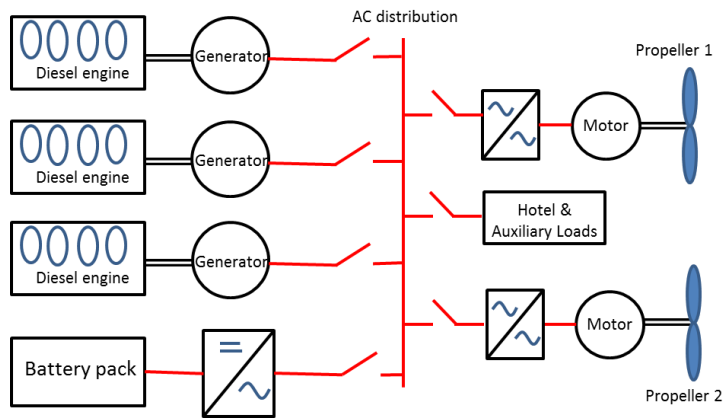 AC distribution
Propeller 1
Diesel engine
Generator
Motor
Diesel engine
Generator
Hotel &
Auxiliary Loads
Diesel engine
Generator
Motor
Battery pack
Propeller 2